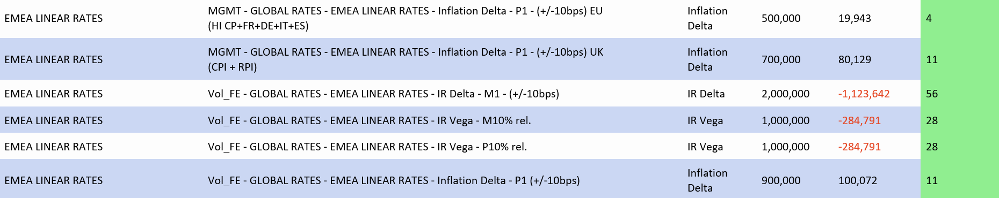 EMEA LINEAR RATES MGMT - GLOBAL RATES - EMEA LINEAR RATES - Inflation Delta - P1 - (+/-10bps) EU (HI CP+FR+DE+IT+ES) Inflation Delta 500,000 19,943 4
EMEA LINEAR RATES MGMT - GLOBAL RATES - EMEA LINEAR RATES - Inflation Delta - P1 - (+/-10bps) UK (CPI + RPI) Inflation Delta 700,000 80,129 11
EMEA LINEAR RATES Vol_FE - GLOBAL RATES - EMEA LINEAR RATES - IR Delta - M1 - (+/-10bps) IR Delta 2,000,000 -1,123,642 56
EMEA LINEAR RATES Vol_FE - GLOBAL RATES - EMEA LINEAR RATES - IR Vega - M10% rel. IR Vega 1,000,000 -284,791 28
EMEA LINEAR RATES Vol_FE - GLOBAL RATES - EMEA LINEAR RATES - IR Vega - P10% rel. IR Vega 1,000,000 -284,791 28
EMEA LINEAR RATES Vol_FE - GLOBAL RATES - EMEA LINEAR RATES - Inflation Delta - P1 (+/-10bps) Inflation Delta 900,000 100,072 11